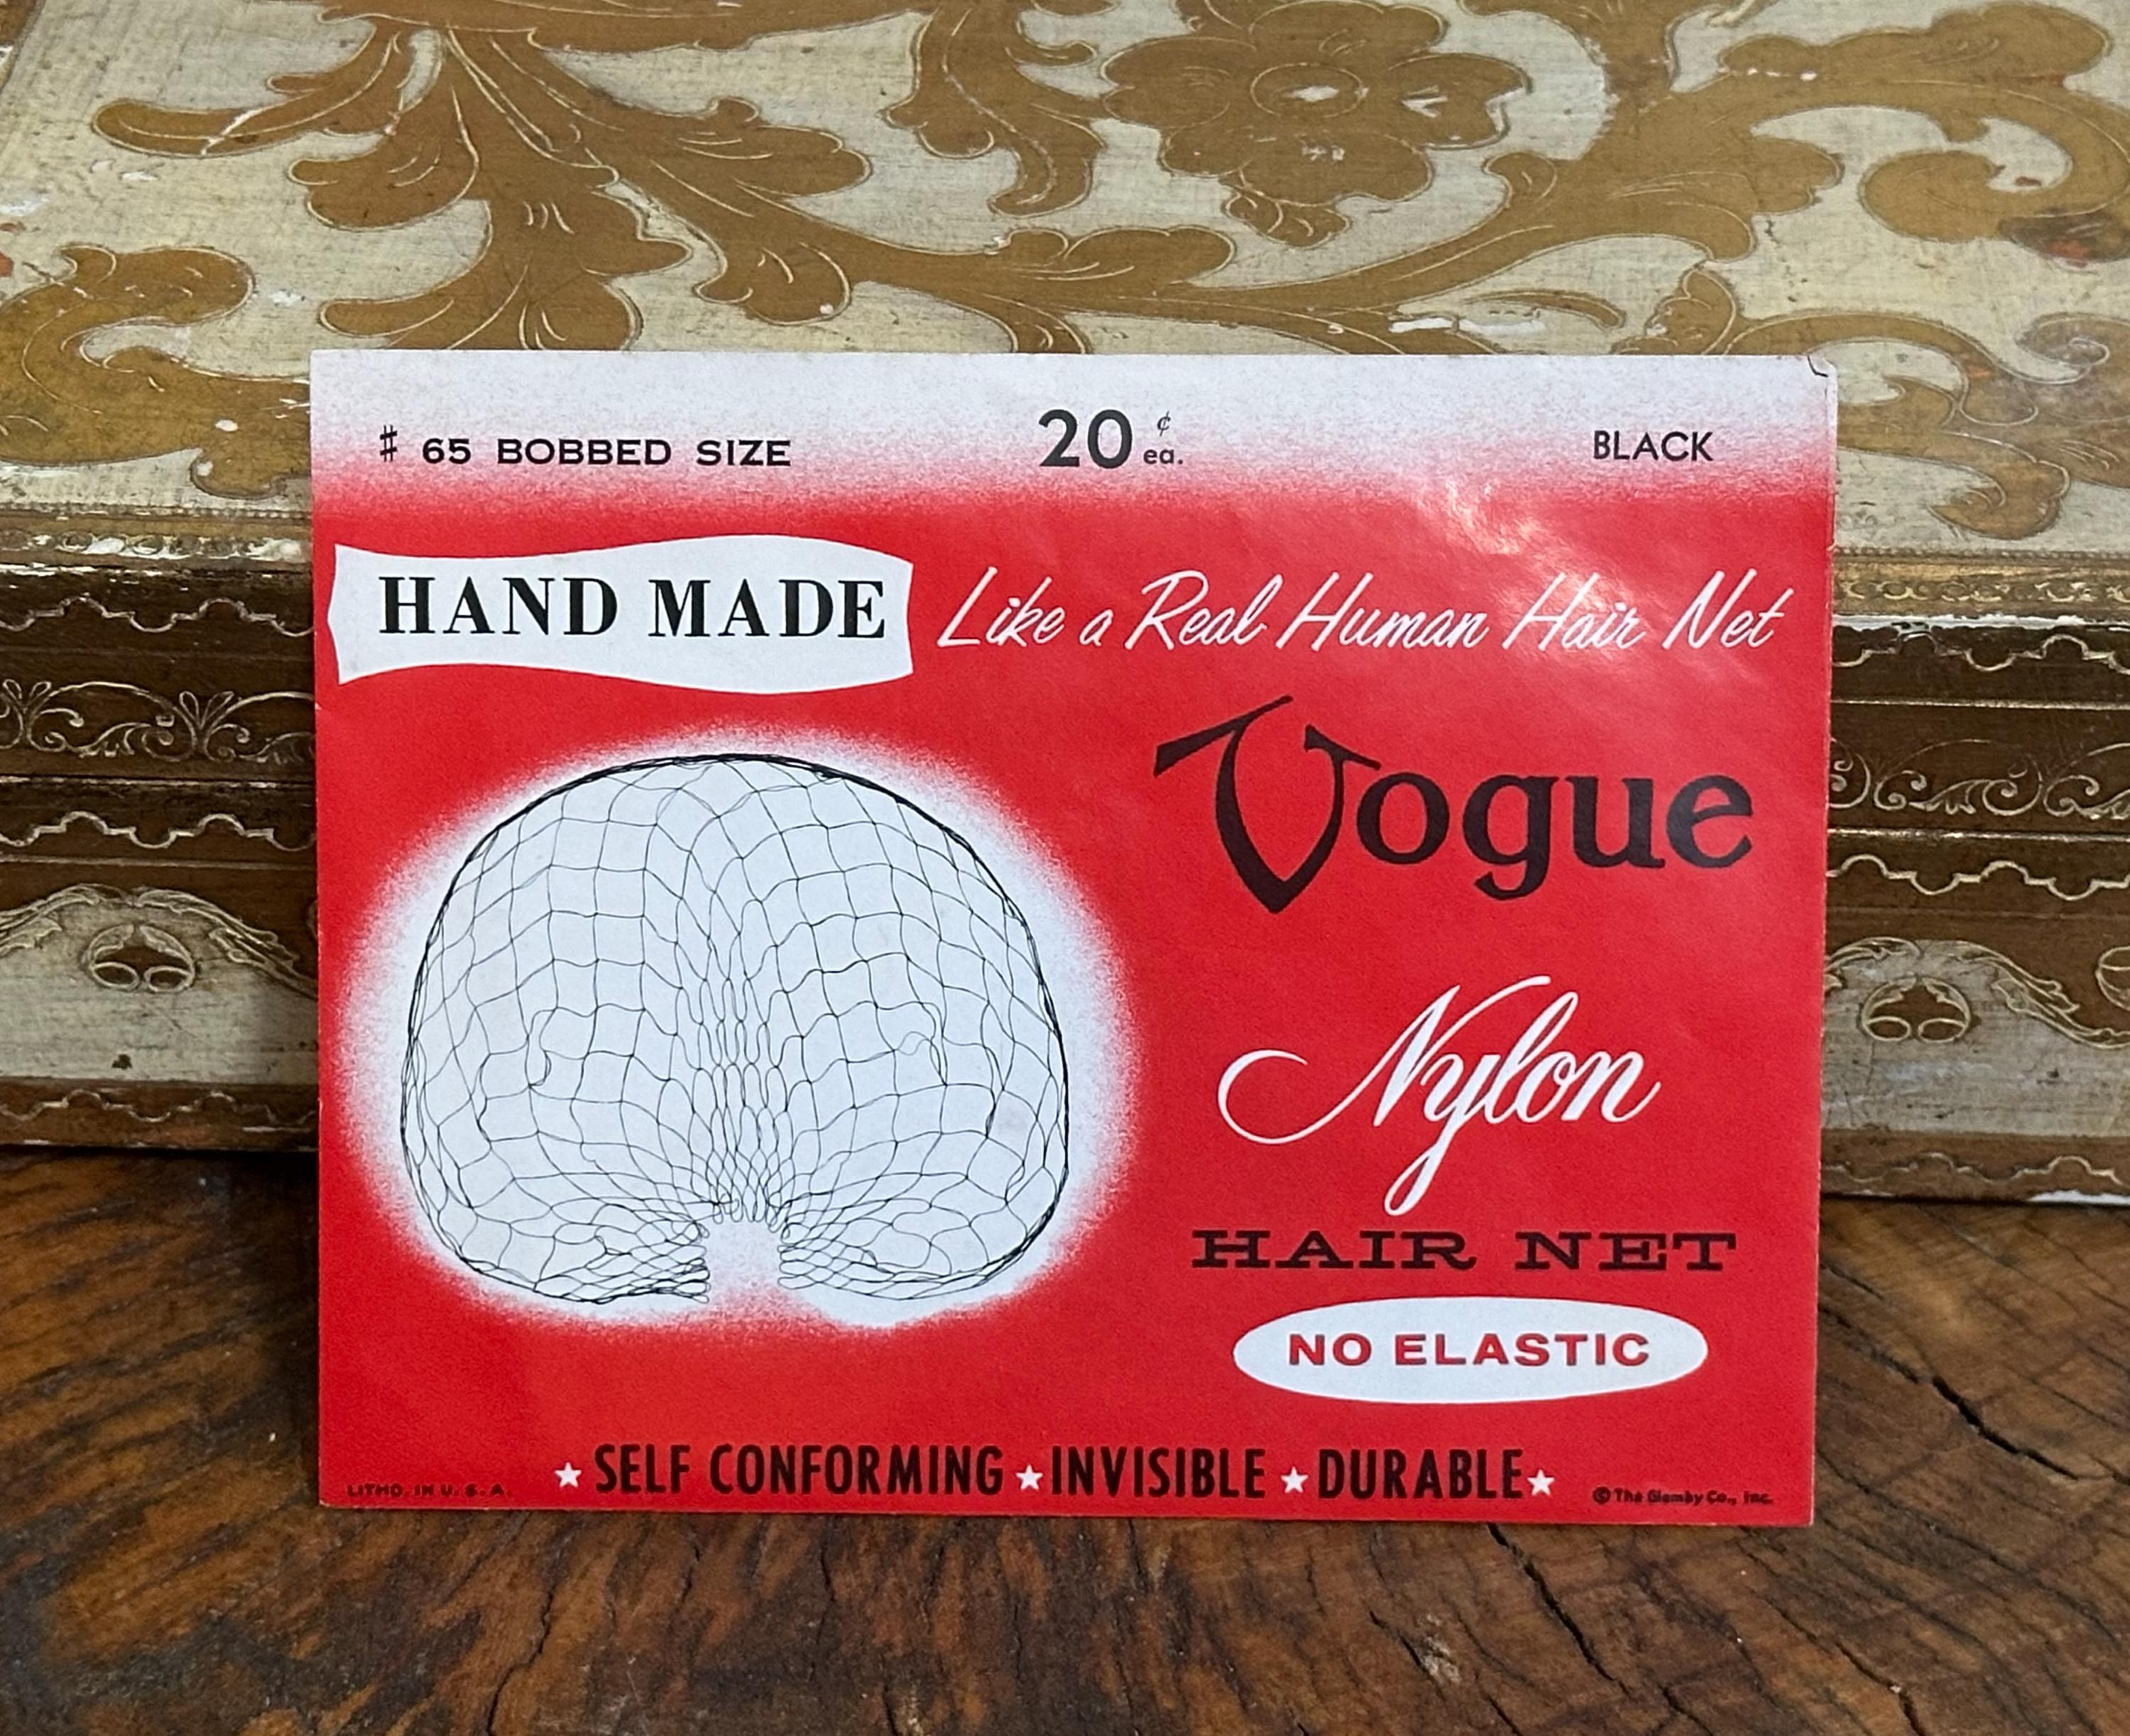 # 65 BOBBED SIZE 20¢ ea. BLACK
HAND MADE Like a Real Human Hair Net
Vogue
Nylon
HAIR NET
NO ELASTIC
★ SELF CONFORMING ★ INVISIBLE ★ DURABLE ★
LITHO. IN U. S. A. © The Glemby Co., Inc.